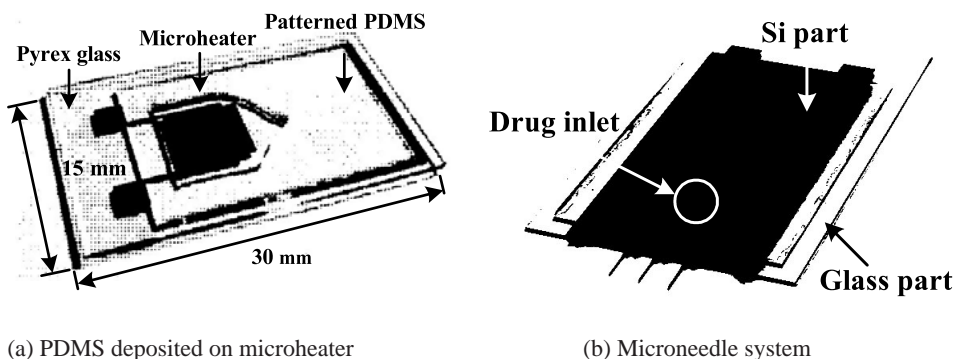 Patterned PDMS
Microheater
Pyrex glass
15 mm
30 mm
Si part
Drug inlet
Glass part
(a) PDMS deposited on microheater
(b) Microneedle system